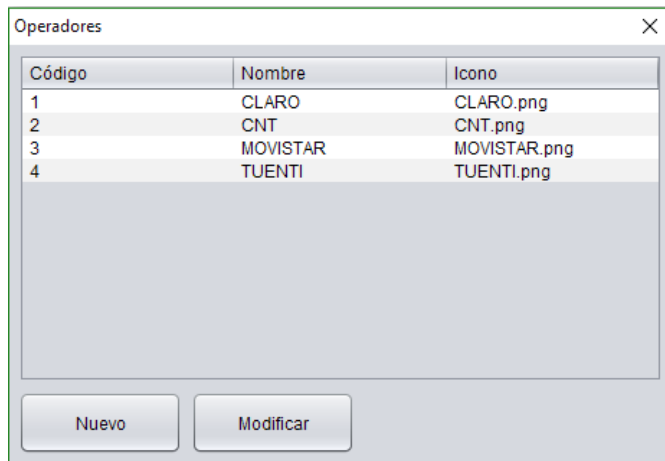 Operadores
Código Nombre Icono
1 CLARO CLARO.png
2 CNT CNT.png
3 MOVISTAR MOVISTAR.png
4 TUENTI TUENTI.png
Nuevo Modificar